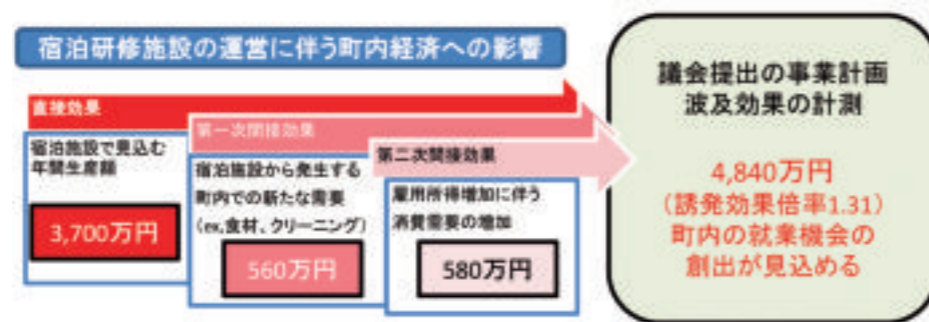 宿泊研修施設の運営に伴う町内経済への影響
直接効果
宿泊施設で見込む
年間生産額
3,700万円
第一次間接効果
宿泊施設から発生する
町内での新たな需要
(ex.食材、クリーニング)
560万円
第二次間接効果
雇用所得増加に伴う
消費需要の増加
580万円
議会提出の事業計画
波及効果の計測
4,840万円
(誘発効果倍率1.31)
町内の就業機会の
創出が見込める